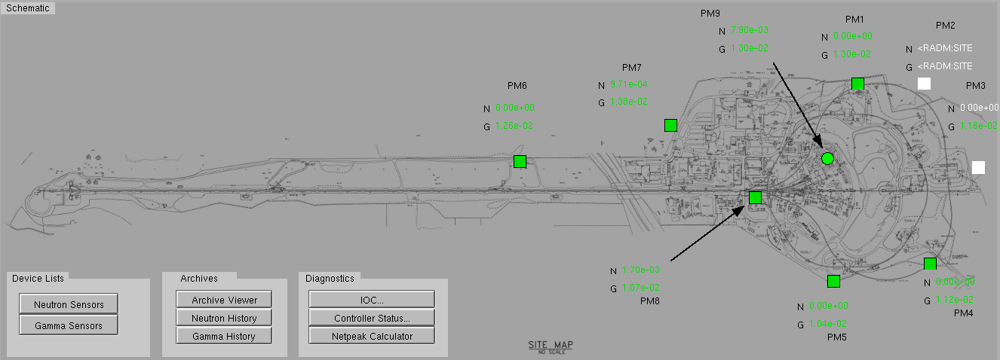 Schematic
PM9
N 7.90e-03
G 1.30e-02
PM1
N 0.00e+00
G 1.30e-02
PM2
N <RADM:SITE
G <RADM:SITE
PM3
N 0.00e+00
G 1.16e-02
PM7
N 9.71e-04
G 1.36e-02
PM6
N 0.00e+00
G 1.26e-02
N 1.70e-03
G 1.07e-02
PM8
N 0.00e+00
G 1.04e-02
PM5
N 0.00e+00
G 1.12e-02
PM4
Device Lists
Neutron Sensors
Gamma Sensors
Archives
Archive Viewer
Neutron History
Gamma History
Diagnostics
IOC...
Controller Status...
Netpeak Calculator
SITE MAP
NO SCALE